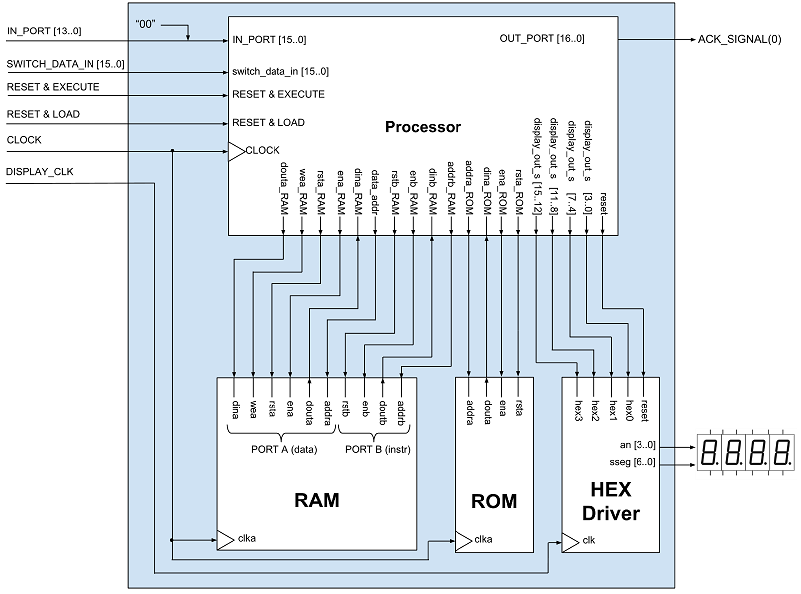 "00"
IN_PORT [13..0]
SWITCH_DATA_IN [15..0]
RESET & EXECUTE
RESET & LOAD
CLOCK
DISPLAY_CLK
IN_PORT [15..0]
switch_data_in [15..0]
RESET & EXECUTE
RESET & LOAD
CLOCK
OUT_PORT [16..0]
ACK_SIGNAL(0)
Processor
douta_RAM
wea_RAM
rsta_RAM
ena_RAM
dina_RAM
data_addr
rstb_RAM
enb_RAM
dinb_RAM
addrb_RAM
addra_ROM
dina_ROM
ena_ROM
rsta_ROM
display_out_s [15..12]
display_out_s [11..8]
display_out_s [7..4]
display_out_s [3..0]
reset
dina
wea
rsta
ena
douta
addra
rstb
enb
doutb
addrb
PORT A (data)
PORT B (instr)
RAM
clka
addra
douta
ena
rsta
ROM
clka
hex3
hex2
hex1
hex0
reset
an [3..0]
sseg [6..0]
HEX
Driver
clk
8.8.8.8.